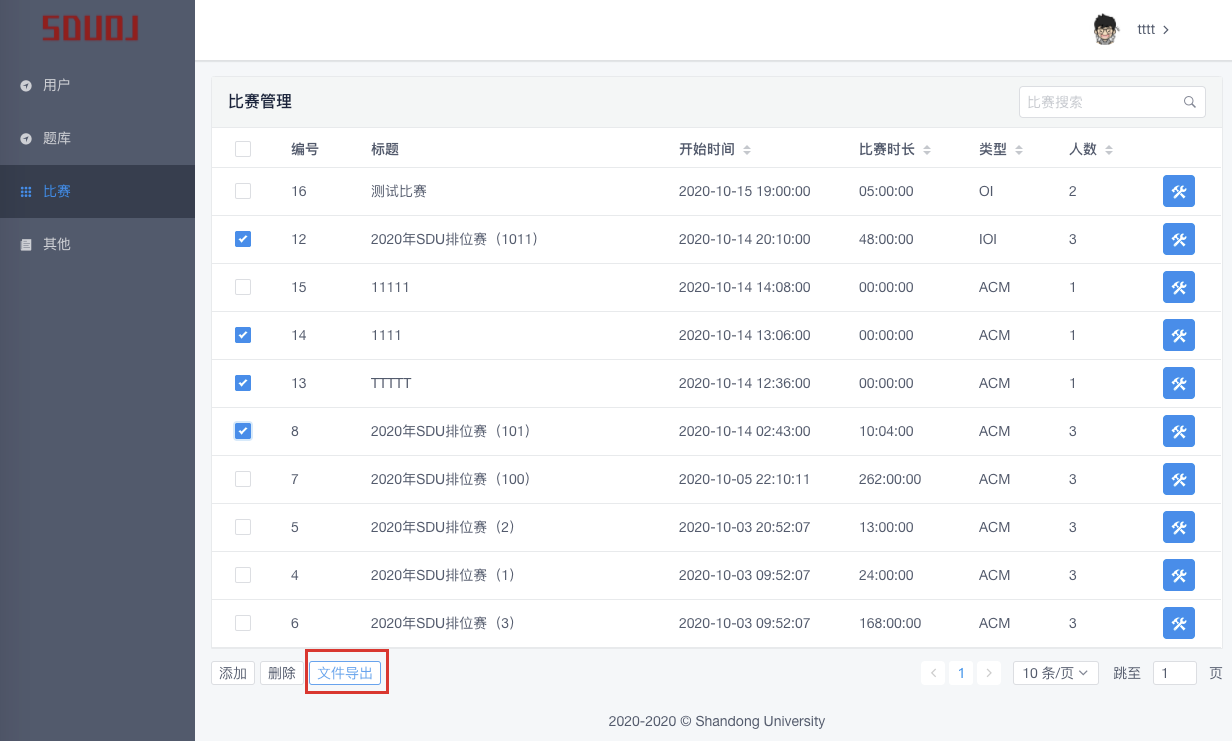 SDUOJ
tttt
用户
题库
比赛
其他
比赛管理
比赛搜索
编号 标题 开始时间 比赛时长 类型 人数
16 测试比赛 2020-10-15 19:00:00 05:00:00 OI 2
12 2020年SDU排位赛（1011） 2020-10-14 20:10:00 48:00:00 IOI 3
15 11111 2020-10-14 14:08:00 00:00:00 ACM 1
14 1111 2020-10-14 13:06:00 00:00:00 ACM 1
13 TTTTT 2020-10-14 12:36:00 00:00:00 ACM 1
8 2020年SDU排位赛（101） 2020-10-14 02:43:00 10:04:00 ACM 3
7 2020年SDU排位赛（100） 2020-10-05 22:10:11 262:00:00 ACM 3
5 2020年SDU排位赛（2） 2020-10-03 20:52:07 13:00:00 ACM 3
4 2020年SDU排位赛（1） 2020-10-03 09:52:07 24:00:00 ACM 3
6 2020年SDU排位赛（3） 2020-10-03 09:52:07 168:00:00 ACM 3
添加 删除 文件导出 1 10 条/页 跳至 1 页
2020-2020 © Shandong University